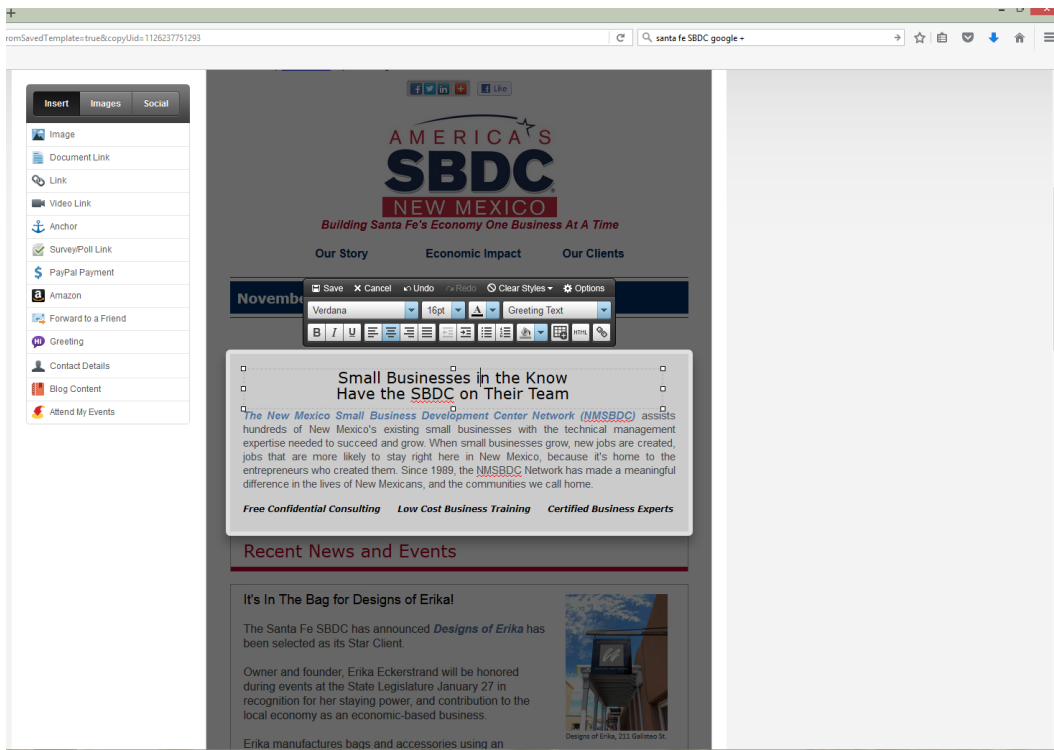 +
romSavedTemplate=true&copyUid=1126237751293
santa fe SBDC google +
Insert Images Social
Image
Document Link
Link
Video Link
Anchor
Survey/Poll Link
PayPal Payment
Amazon
Forward to a Friend
Greeting
Contact Details
Blog Content
Attend My Events
Like
AMERICA'S
SBDC
NEW MEXICO
Building Santa Fe's Economy One Business At A Time
Our Story Economic Impact Our Clients
Novembe
Save X Cancel Undo Redo Clear Styles Options
Verdana 16pt A Greeting Text
B I U HTML
Small Businesses in the Know
Have the SBDC on Their Team
The New Mexico Small Business Development Center Network (NMSBDC) assists
hundreds of New Mexico's existing small businesses with the technical management
expertise needed to succeed and grow. When small businesses grow, new jobs are created,
jobs that are more likely to stay right here in New Mexico, because it's home to the
entrepreneurs who created them. Since 1989, the NMSBDC Network has made a meaningful
difference in the lives of New Mexicans, and the communities we call home.
Free Confidential Consulting Low Cost Business Training Certified Business Experts
Recent News and Events
It's In The Bag for Designs of Erika!
The Santa Fe SBDC has announced Designs of Erika has
been selected as its Star Client.
Owner and founder, Erika Eckerstrand will be honored
during events at the State Legislature January 27 in
recognition for her staying power, and contribution to the
local economy as an economic-based business.
Erika manufactures bags and accessories using an
Designs of Erika, 211 Galisteo St.